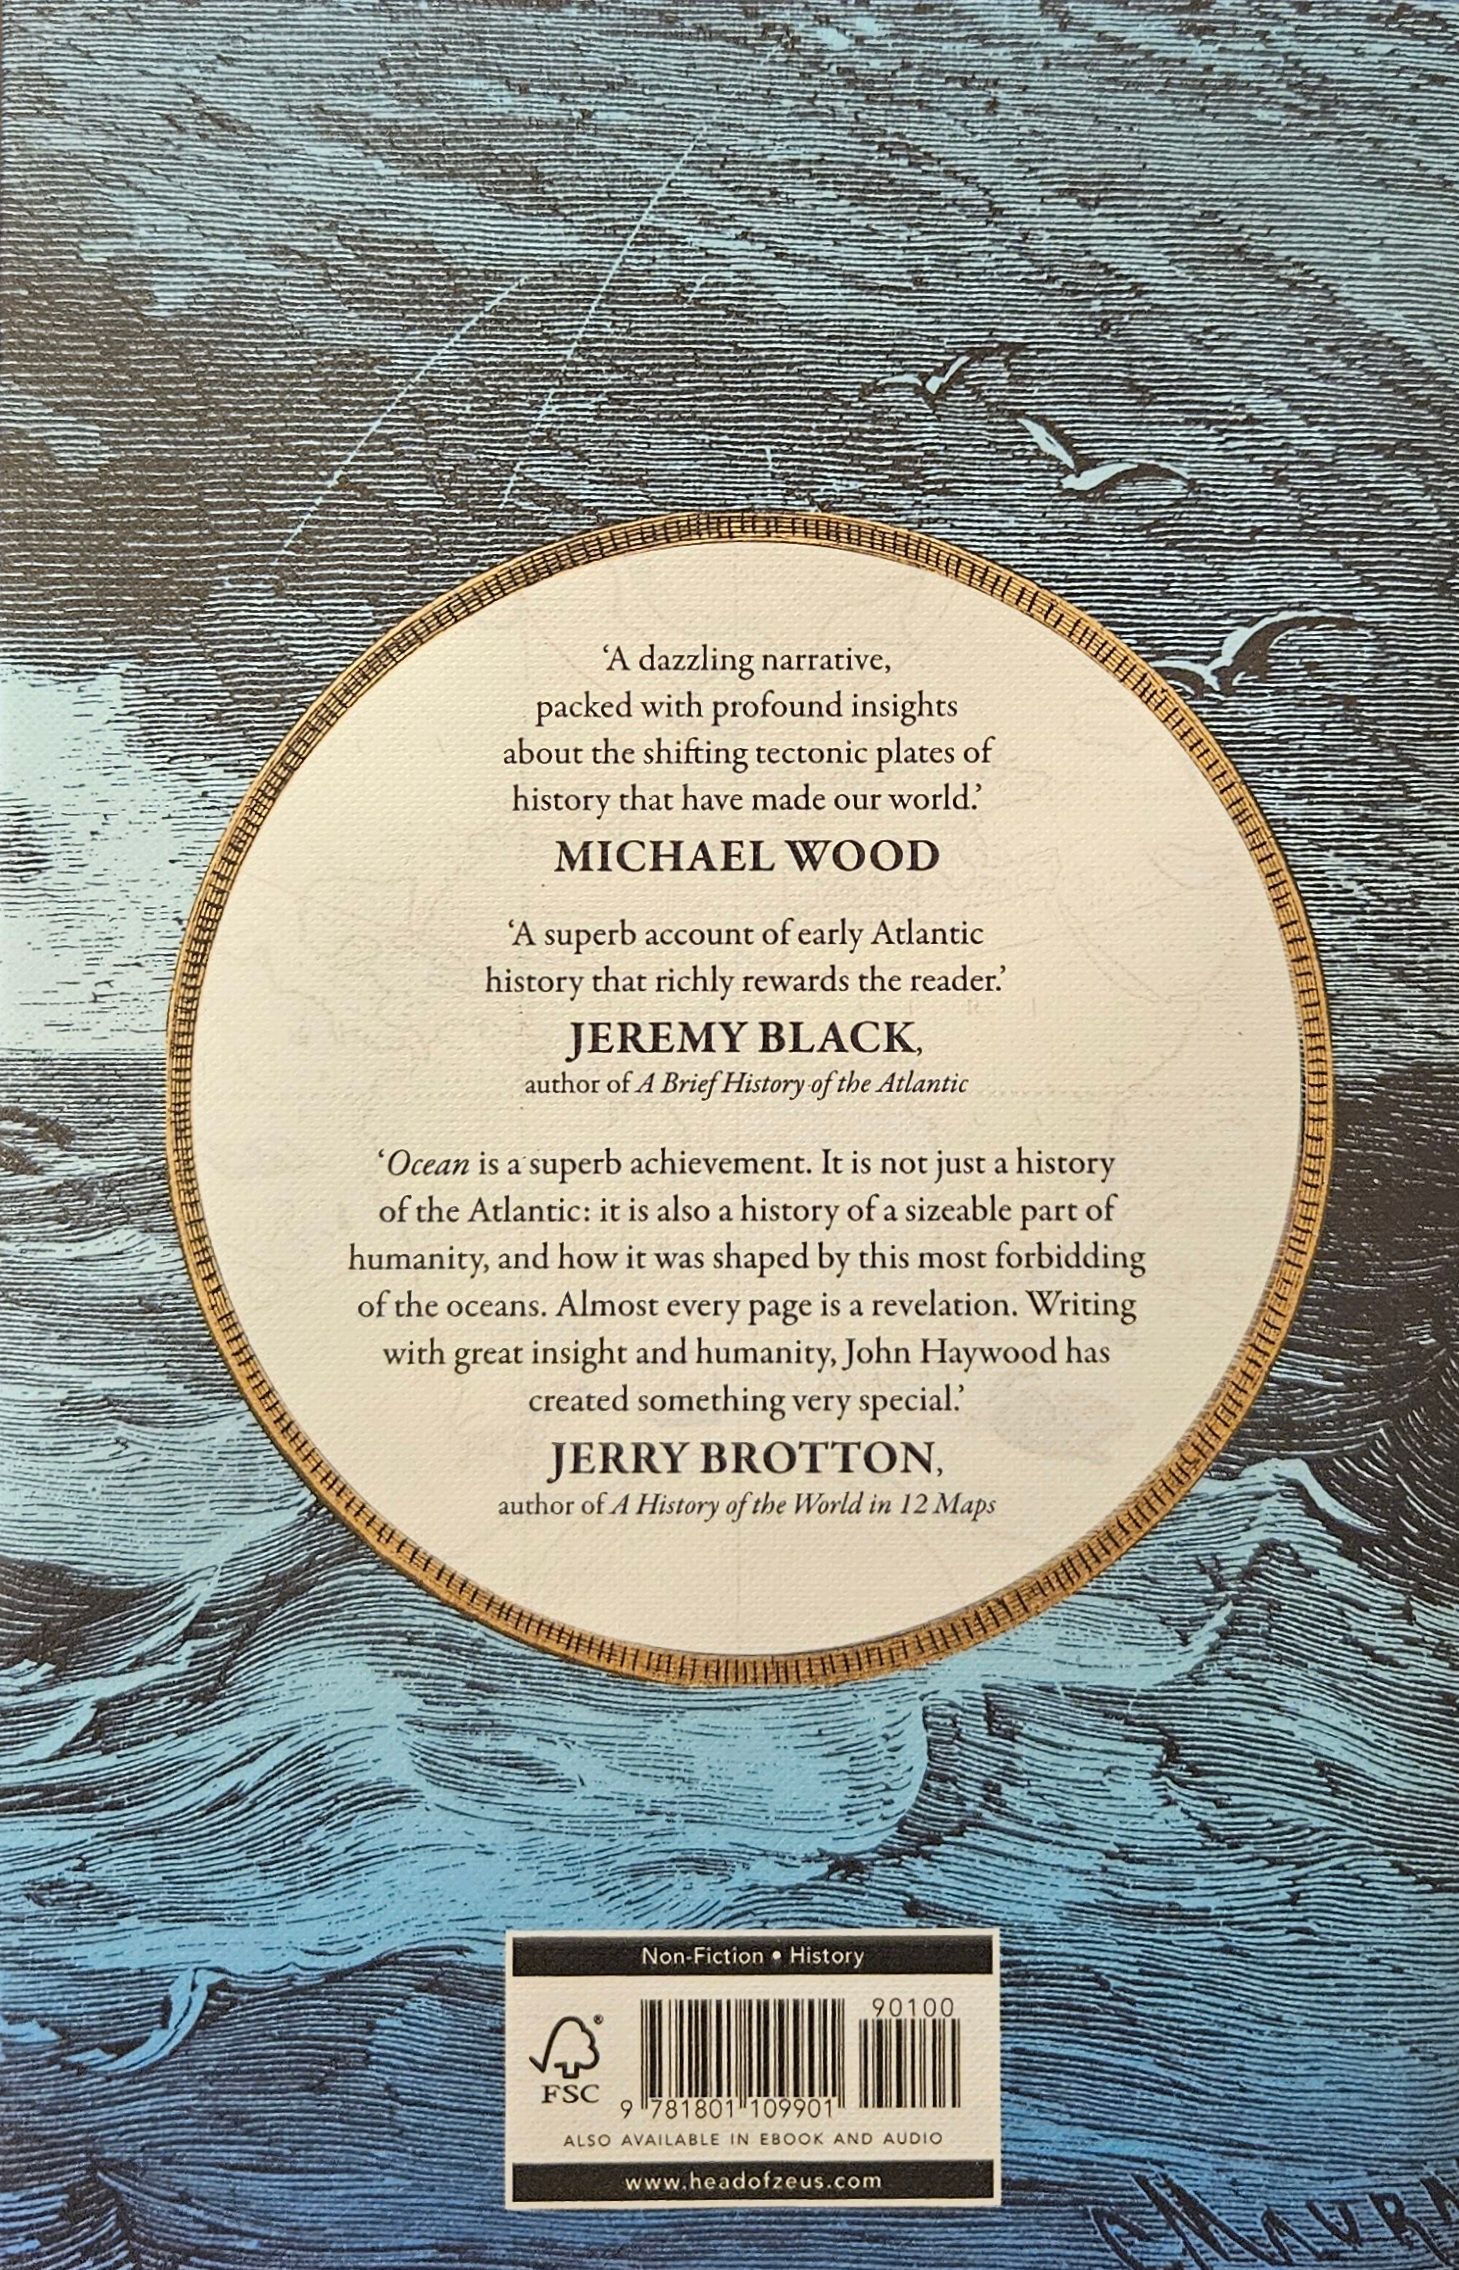 ‘A dazzling narrative,
packed with profound insights
about the shifting tectonic plates of
history that have made our world.’
MICHAEL WOOD
‘A superb account of early Atlantic
history that richly rewards the reader.’
JEREMY BLACK,
author of A Brief History of the Atlantic
‘Ocean is a superb achievement. It is not just a history
of the Atlantic: it is also a history of a sizeable part of
humanity, and how it was shaped by this most forbidding
of the oceans. Almost every page is a revelation. Writing
with great insight and humanity, John Haywood has
created something very special.’
JERRY BROTTON,
author of A History of the World in 12 Maps
Non-Fiction • History
90100
®
FSC
9 781801 109901
ALSO AVAILABLE IN EBOOK AND AUDIO
www.headofzeus.com